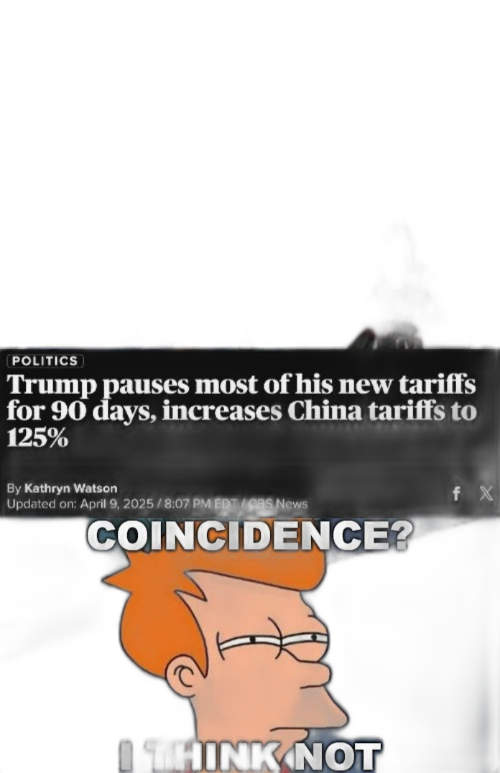 POLITICS
Trump pauses most of his new tariffs
for 90 days, increases China tariffs to
125%
By Kathryn Watson
Updated on: April 9, 2025 / 8:07 PM EDT / CBS News
COINCIDENCE?
I THINK NOT